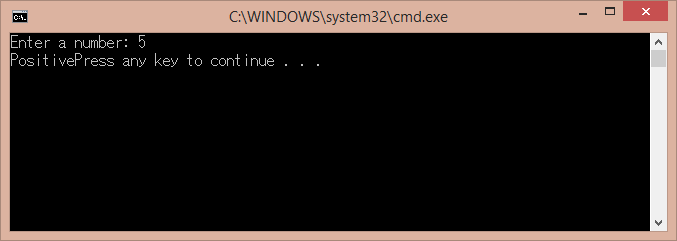 C:\WINDOWS\system32\cmd.exe
Enter a number: 5
PositivePress any key to continue . . .